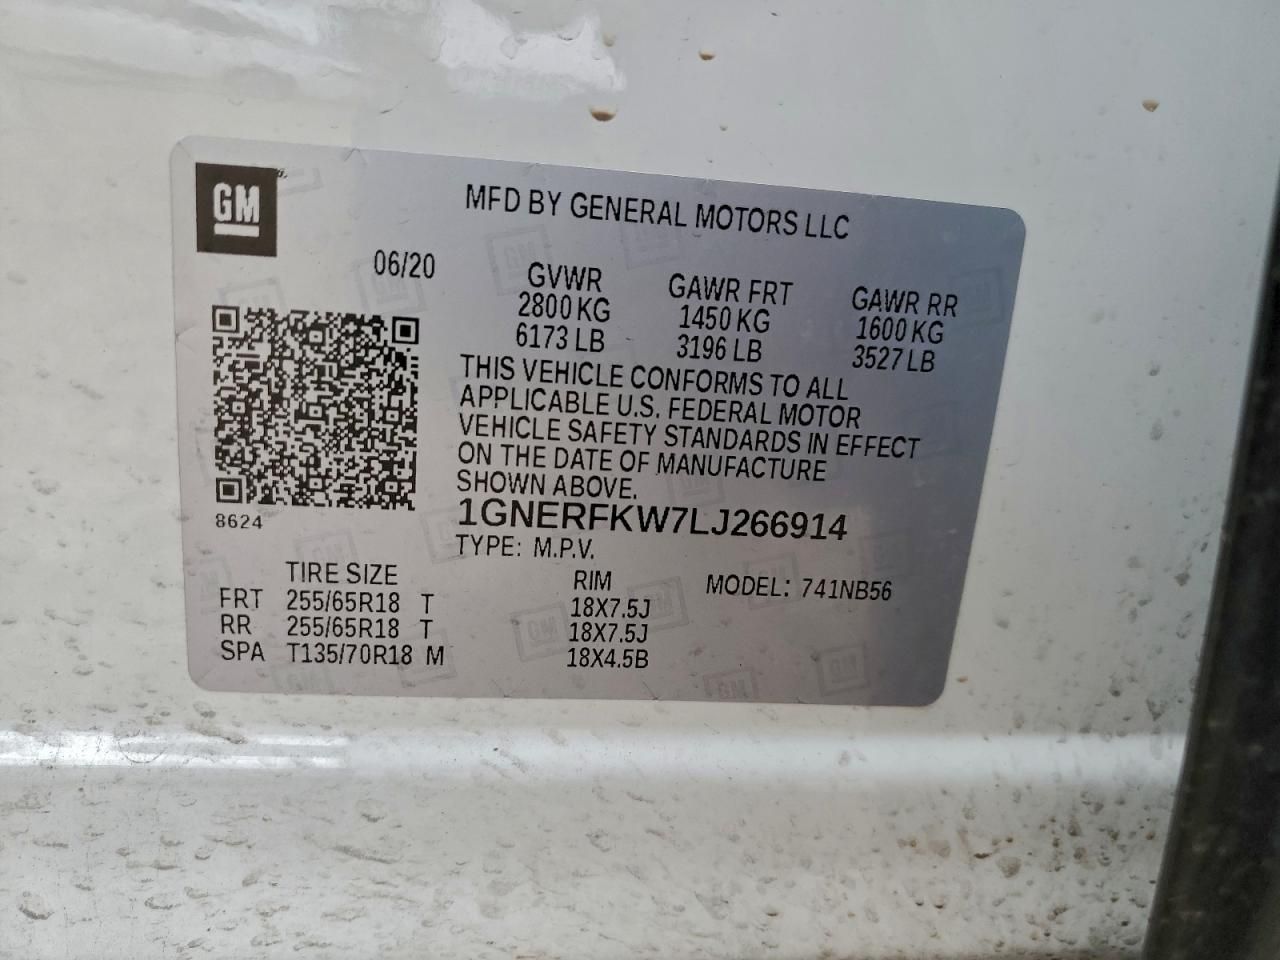 GM
MFD BY GENERAL MOTORS LLC
06/20
GVWR GAWR FRT GAWR RR
2800 KG 1450 KG 1600 KG
6173 LB 3196 LB 3527 LB
THIS VEHICLE CONFORMS TO ALL
APPLICABLE U.S. FEDERAL MOTOR
VEHICLE SAFETY STANDARDS IN EFFECT
ON THE DATE OF MANUFACTURE
SHOWN ABOVE.
8624
1GNERFKW7LJ266914
TYPE: M.P.V.
TIRE SIZE RIM MODEL: 741NB56
FRT 255/65R18 T 18X7.5J
RR 255/65R18 T 18X7.5J
SPA T135/70R18 M 18X4.5B